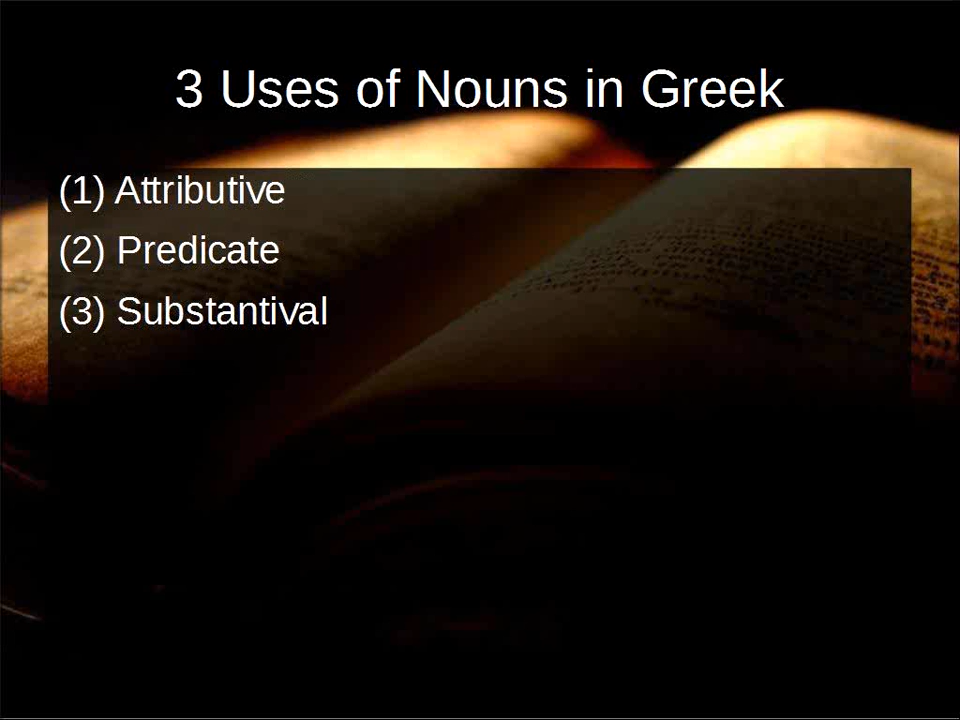 3 Uses of Nouns in Greek
(1) Attributive
(2) Predicate
(3) Substantival